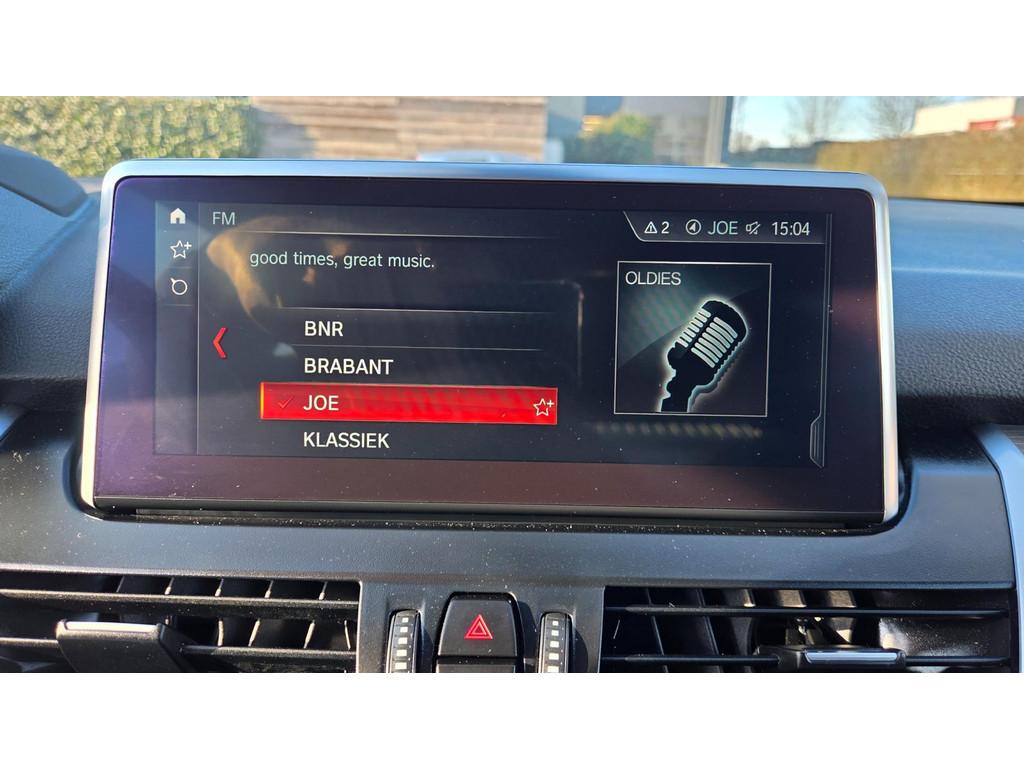 FM
2 JOE 15:04
good times, great music.
OLDIES
BNR
BRABANT
JOE
KLASSIEK